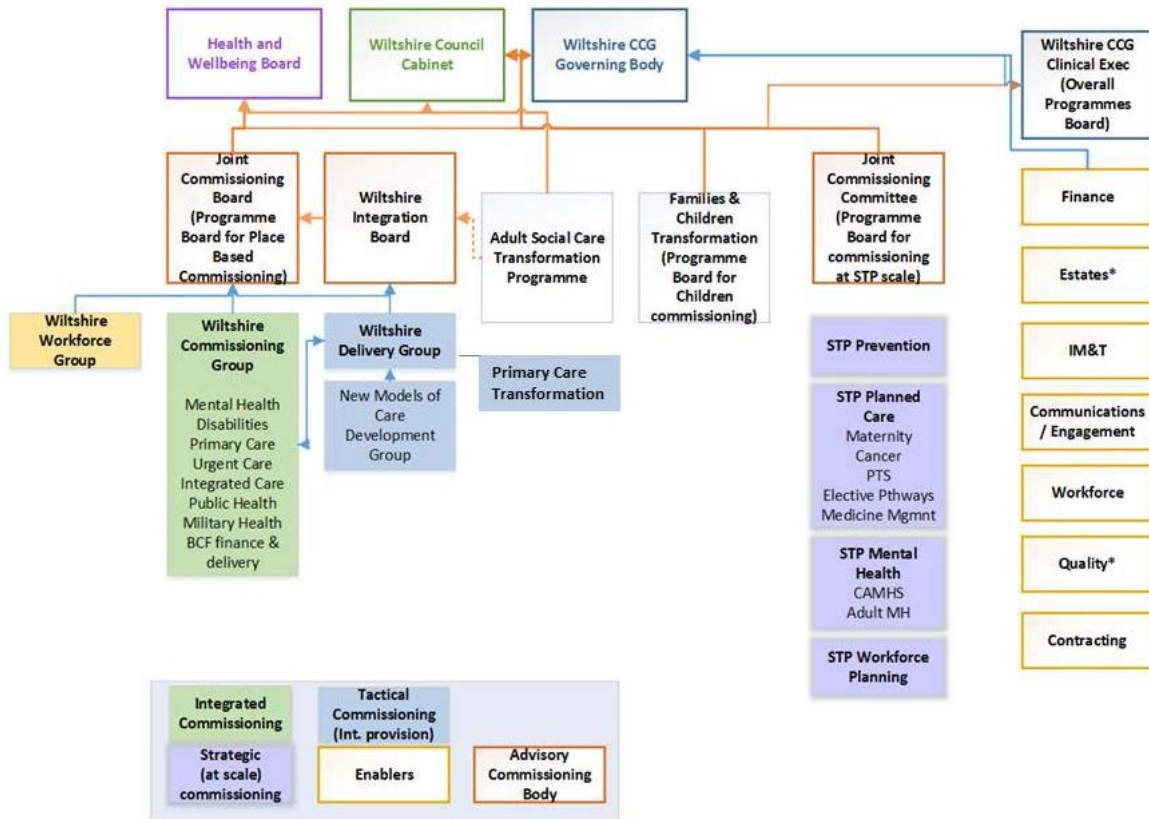 Health and
Wellbeing Board
Wiltshire Council
Cabinet
Wiltshire CCG
Governing Body
Wiltshire CCG
Clinical Exec
(Overall
Programmes
Board)
Joint
Commissioning
Board
(Programme
Board for Place
Based
Commissioning)
Wiltshire
Integration
Board
Adult Social Care
Transformation
Programme
Families &
Children
Transformation
(Programme
Board for
Children
commissioning)
Joint
Commissioning
Committee
(Programme
Board for
commissioning
at STP scale)
Finance
Estates*
IM&T
Communications
/ Engagement
Workforce
Quality*
Contracting
Wiltshire
Workforce
Group
Wiltshire
Commissioning
Group
Mental Health
Disabilities
Primary Care
Urgent Care
Integrated Care
Public Health
Military Health
BCF finance &
delivery
Wiltshire
Delivery Group
New Models of
Care
Development
Group
Primary Care
Transformation
STP Prevention
STP Planned
Care
Maternity
Cancer
PTS
Elective Pthways
Medicine Mgmnt
STP Mental
Health
CAMHS
Adult MH
STP Workforce
Planning
Integrated
Commissioning
Tactical
Commissioning
(Int. provision)
Strategic
(at scale)
commissioning
Enablers
Advisory
Commissioning
Body